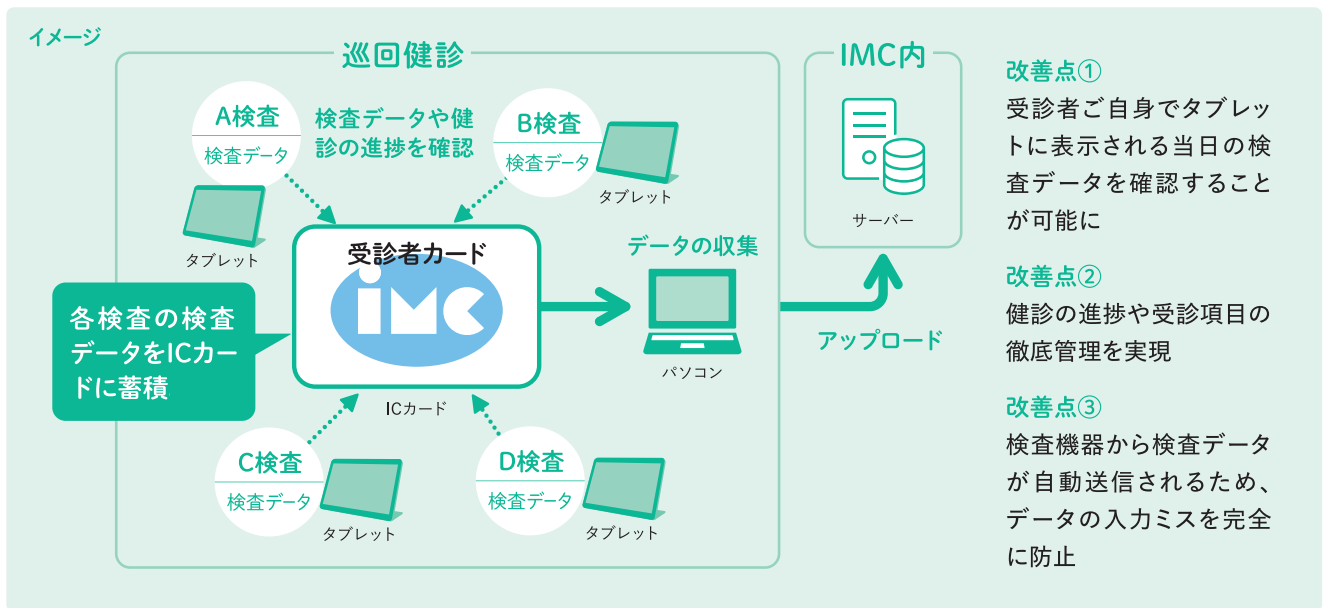 イメージ
巡回健診
A検査
検査データ
タブレット
検査データや健
診の進捗を確認
B検査
検査データ
タブレット
受診者カード
iMC
ICカード
各検査の検査
データをICカー
ドに蓄積
C検査
検査データ
タブレット
D検査
検査データ
タブレット
データの収集
パソコン
アップロード
IMC内
サーバー
改善点①
受診者ご自身でタブレッ
トに表示される当日の検
査データを確認すること
が可能に
改善点②
健診の進捗や受診項目の
徹底管理を実現
改善点③
検査機器から検査データ
が自動送信されるため、
データの入力ミスを完全
に防止